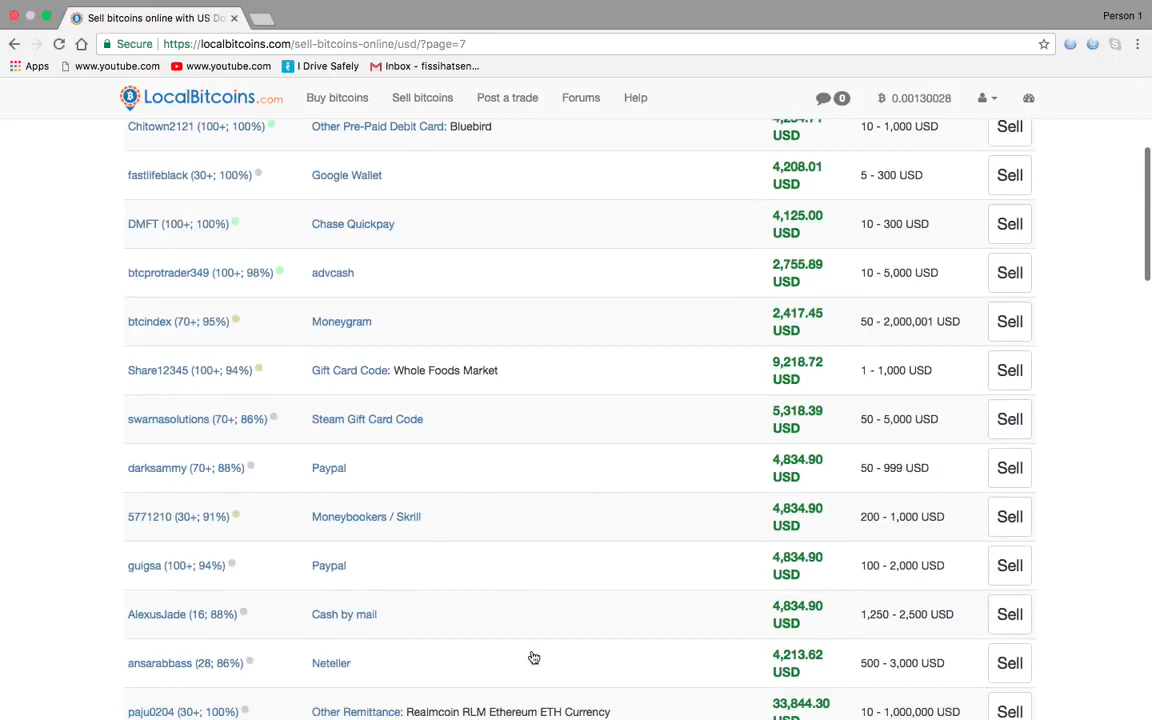 Sell bitcoins online with US Do
Person 1
Secure https://localbitcoins.com/sell-bitcoins-online/usd/?page=7
Apps www.youtube.com www.youtube.com I Drive Safely Inbox - fissihatsen...
LocalBitcoins.com Buy bitcoins Sell bitcoins Post a trade Forums Help 0 0.00130028
Chitown2121 (100+; 100%) Other Pre-Paid Debit Card: Bluebird USD 10 - 1,000 USD Sell
fastlifeblack (30+; 100%) Google Wallet 4,208.01 USD 5 - 300 USD Sell
DMFT (100+; 100%) Chase Quickpay 4,125.00 USD 10 - 300 USD Sell
btcprotrader349 (100+; 98%) advcash 2,755.89 USD 10 - 5,000 USD Sell
btcindex (70+; 95%) Moneygram 2,417.45 USD 50 - 2,000,001 USD Sell
Share12345 (100+; 94%) Gift Card Code: Whole Foods Market 9,218.72 USD 1 - 1,000 USD Sell
swarnasolutions (70+; 86%) Steam Gift Card Code 5,318.39 USD 50 - 5,000 USD Sell
darksammy (70+; 88%) Paypal 4,834.90 USD 50 - 999 USD Sell
5771210 (30+; 91%) Moneybookers / Skrill 4,834.90 USD 200 - 1,000 USD Sell
guigsa (100+; 94%) Paypal 4,834.90 USD 100 - 2,000 USD Sell
AlexusJade (16; 88%) Cash by mail 4,834.90 USD 1,250 - 2,500 USD Sell
ansarabbass (28; 86%) Neteller 4,213.62 USD 500 - 3,000 USD Sell
paju0204 (30+; 100%) Other Remittance: Realmcoin RLM Ethereum ETH Currency 33,844.30 10 - 1,000,000 USD Sell